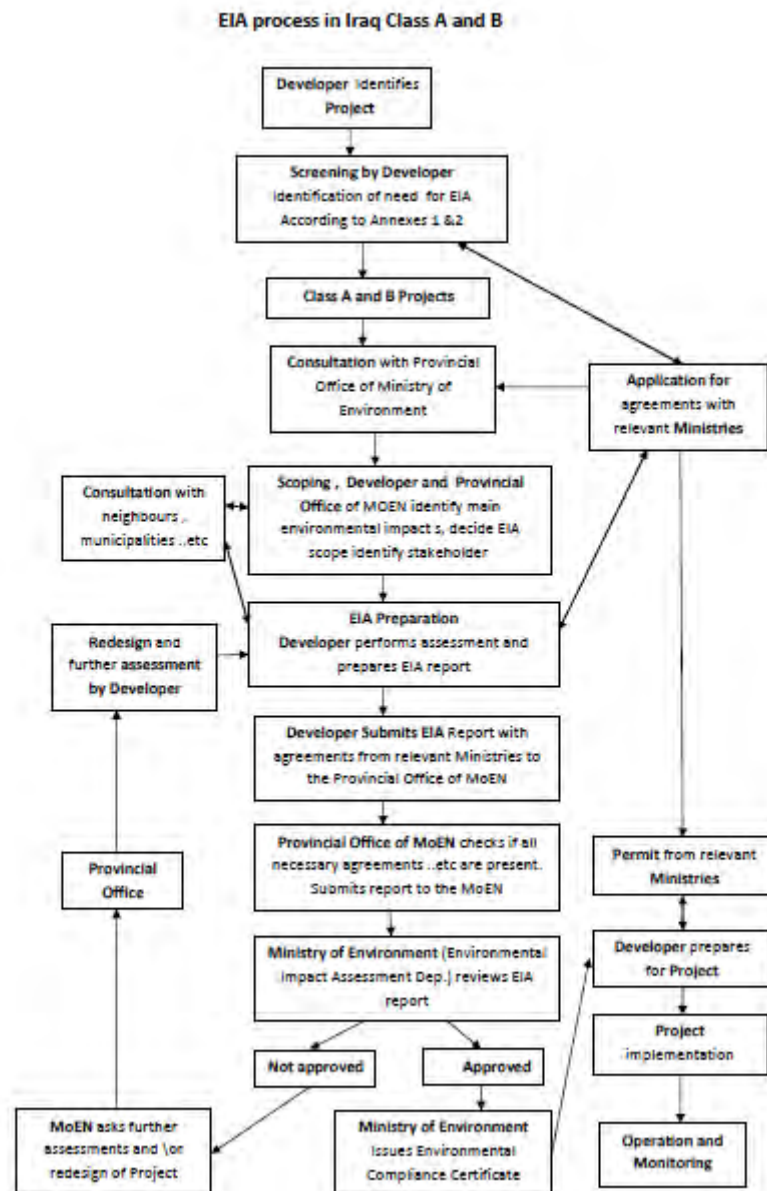 EIA process in Iraq Class A and B
Developer Identifies
Project
Screening by Developer
Identification of need for EIA
According to Annexes 1 &2
Class A and B Projects
Consultation with Provincial
Office of Ministry of
Environment
Application for
agreements with
relevant Ministries
Scoping , Developer and Provincial
Office of MOEN identify main
environmental impact s, decide EIA
scope identify stakeholder
Consultation with
neighbours ,
municipalities ..etc
EIA Preparation
Developer performs assessment and
prepares EIA report
Redesign and
further assessment
by Developer
Developer Submits EIA Report with
agreements from relevant Ministries to
the Provincial Office of MoEN
Provincial Office of MoEN checks if all
necessary agreements ..etc are present.
Submits report to the MoEN
Provincial
Office
Permit from relevant
Ministries
Ministry of Environment (Environmental
Impact Assessment Dep.) reviews EIA
report
Developer prepares
for Project
Project
implementation
Not approved
Approved
MoEN asks further
assessments and \or
redesign of Project
Ministry of Environment
Issues Environmental
Compliance Certificate
Operation and
Monitoring